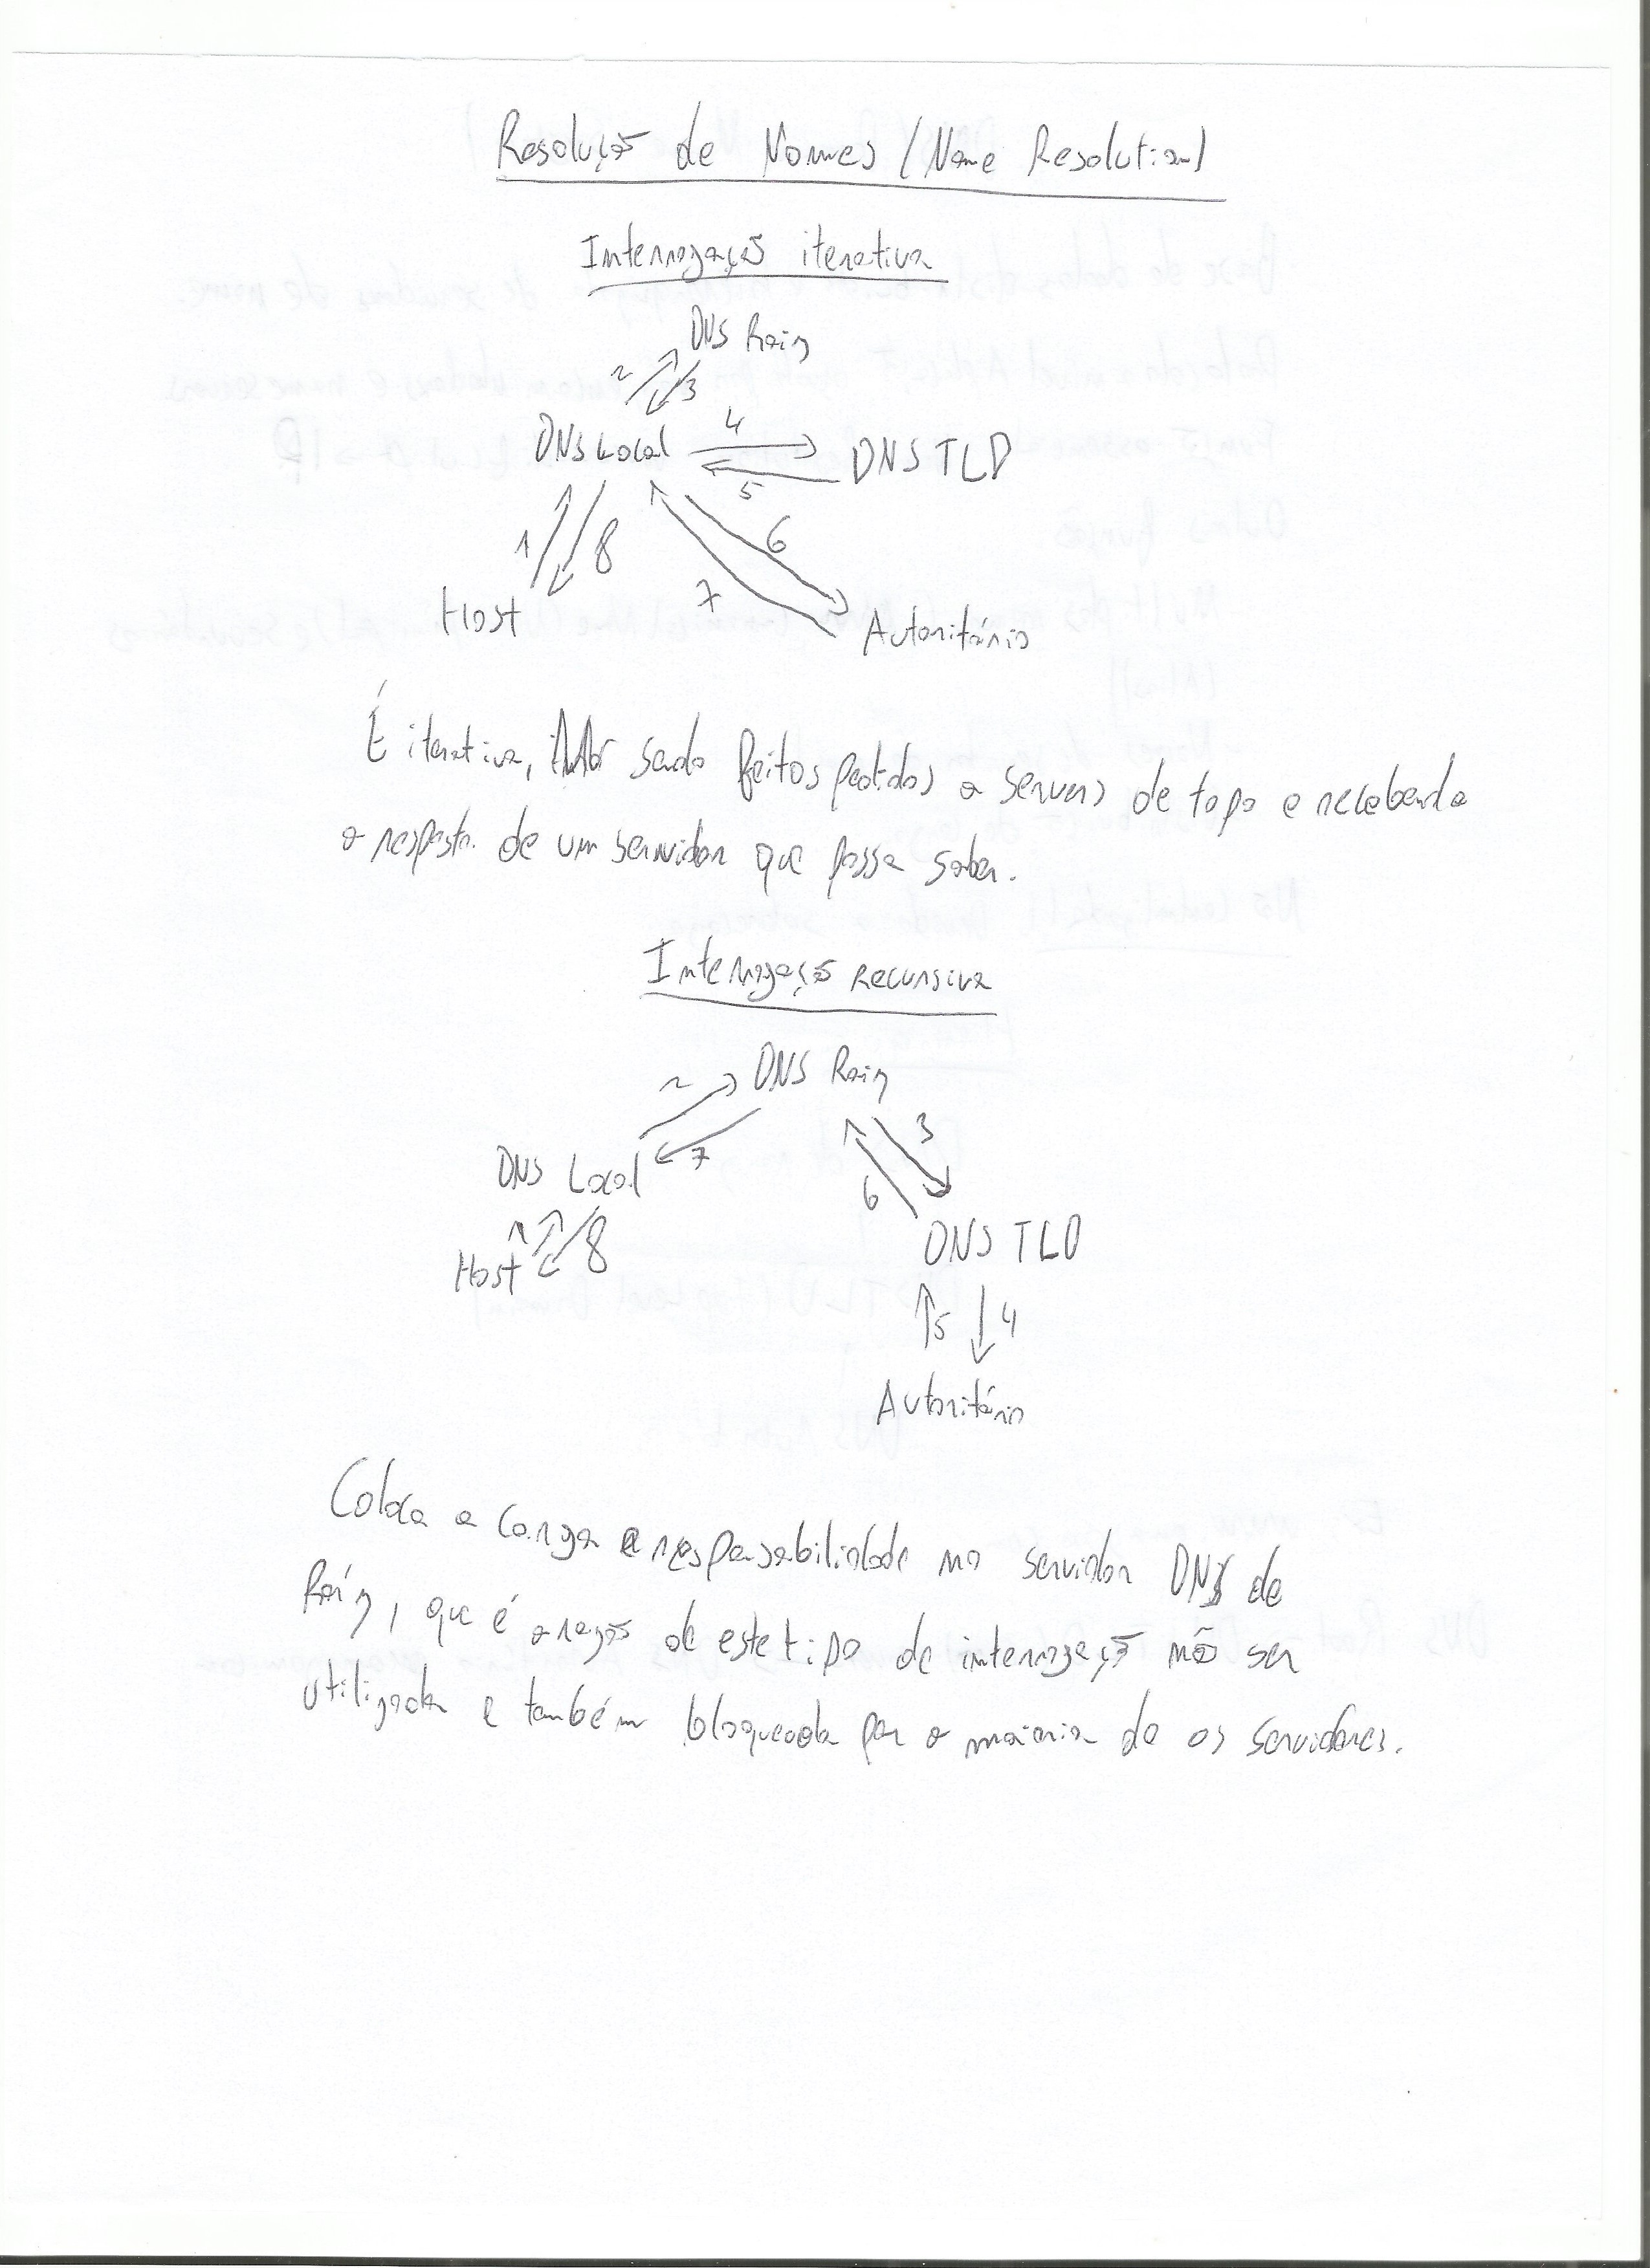 Resolução de Nomes (Name Resolution)
Interrogação iterativa
DNS Raiz
2
3
DNS Local
4
DNS TLD
5
1
8
6
7
Host
Autoritário
É iterativa, sendo feitos pedidos a servers de topo e recebendo
a resposta de um servidor que possa saber.
Interrogação recursiva
2
DNS Raiz
7
3
DNS Local
6
1
8
Host
DNS TLD
5
4
Autoritário
Coloca a carga e responsabilidade no servidor DNS de
Raíz, que é a razão de este tipo de interrogação não ser
utilizada e também bloqueada por a maioria de os servidores.